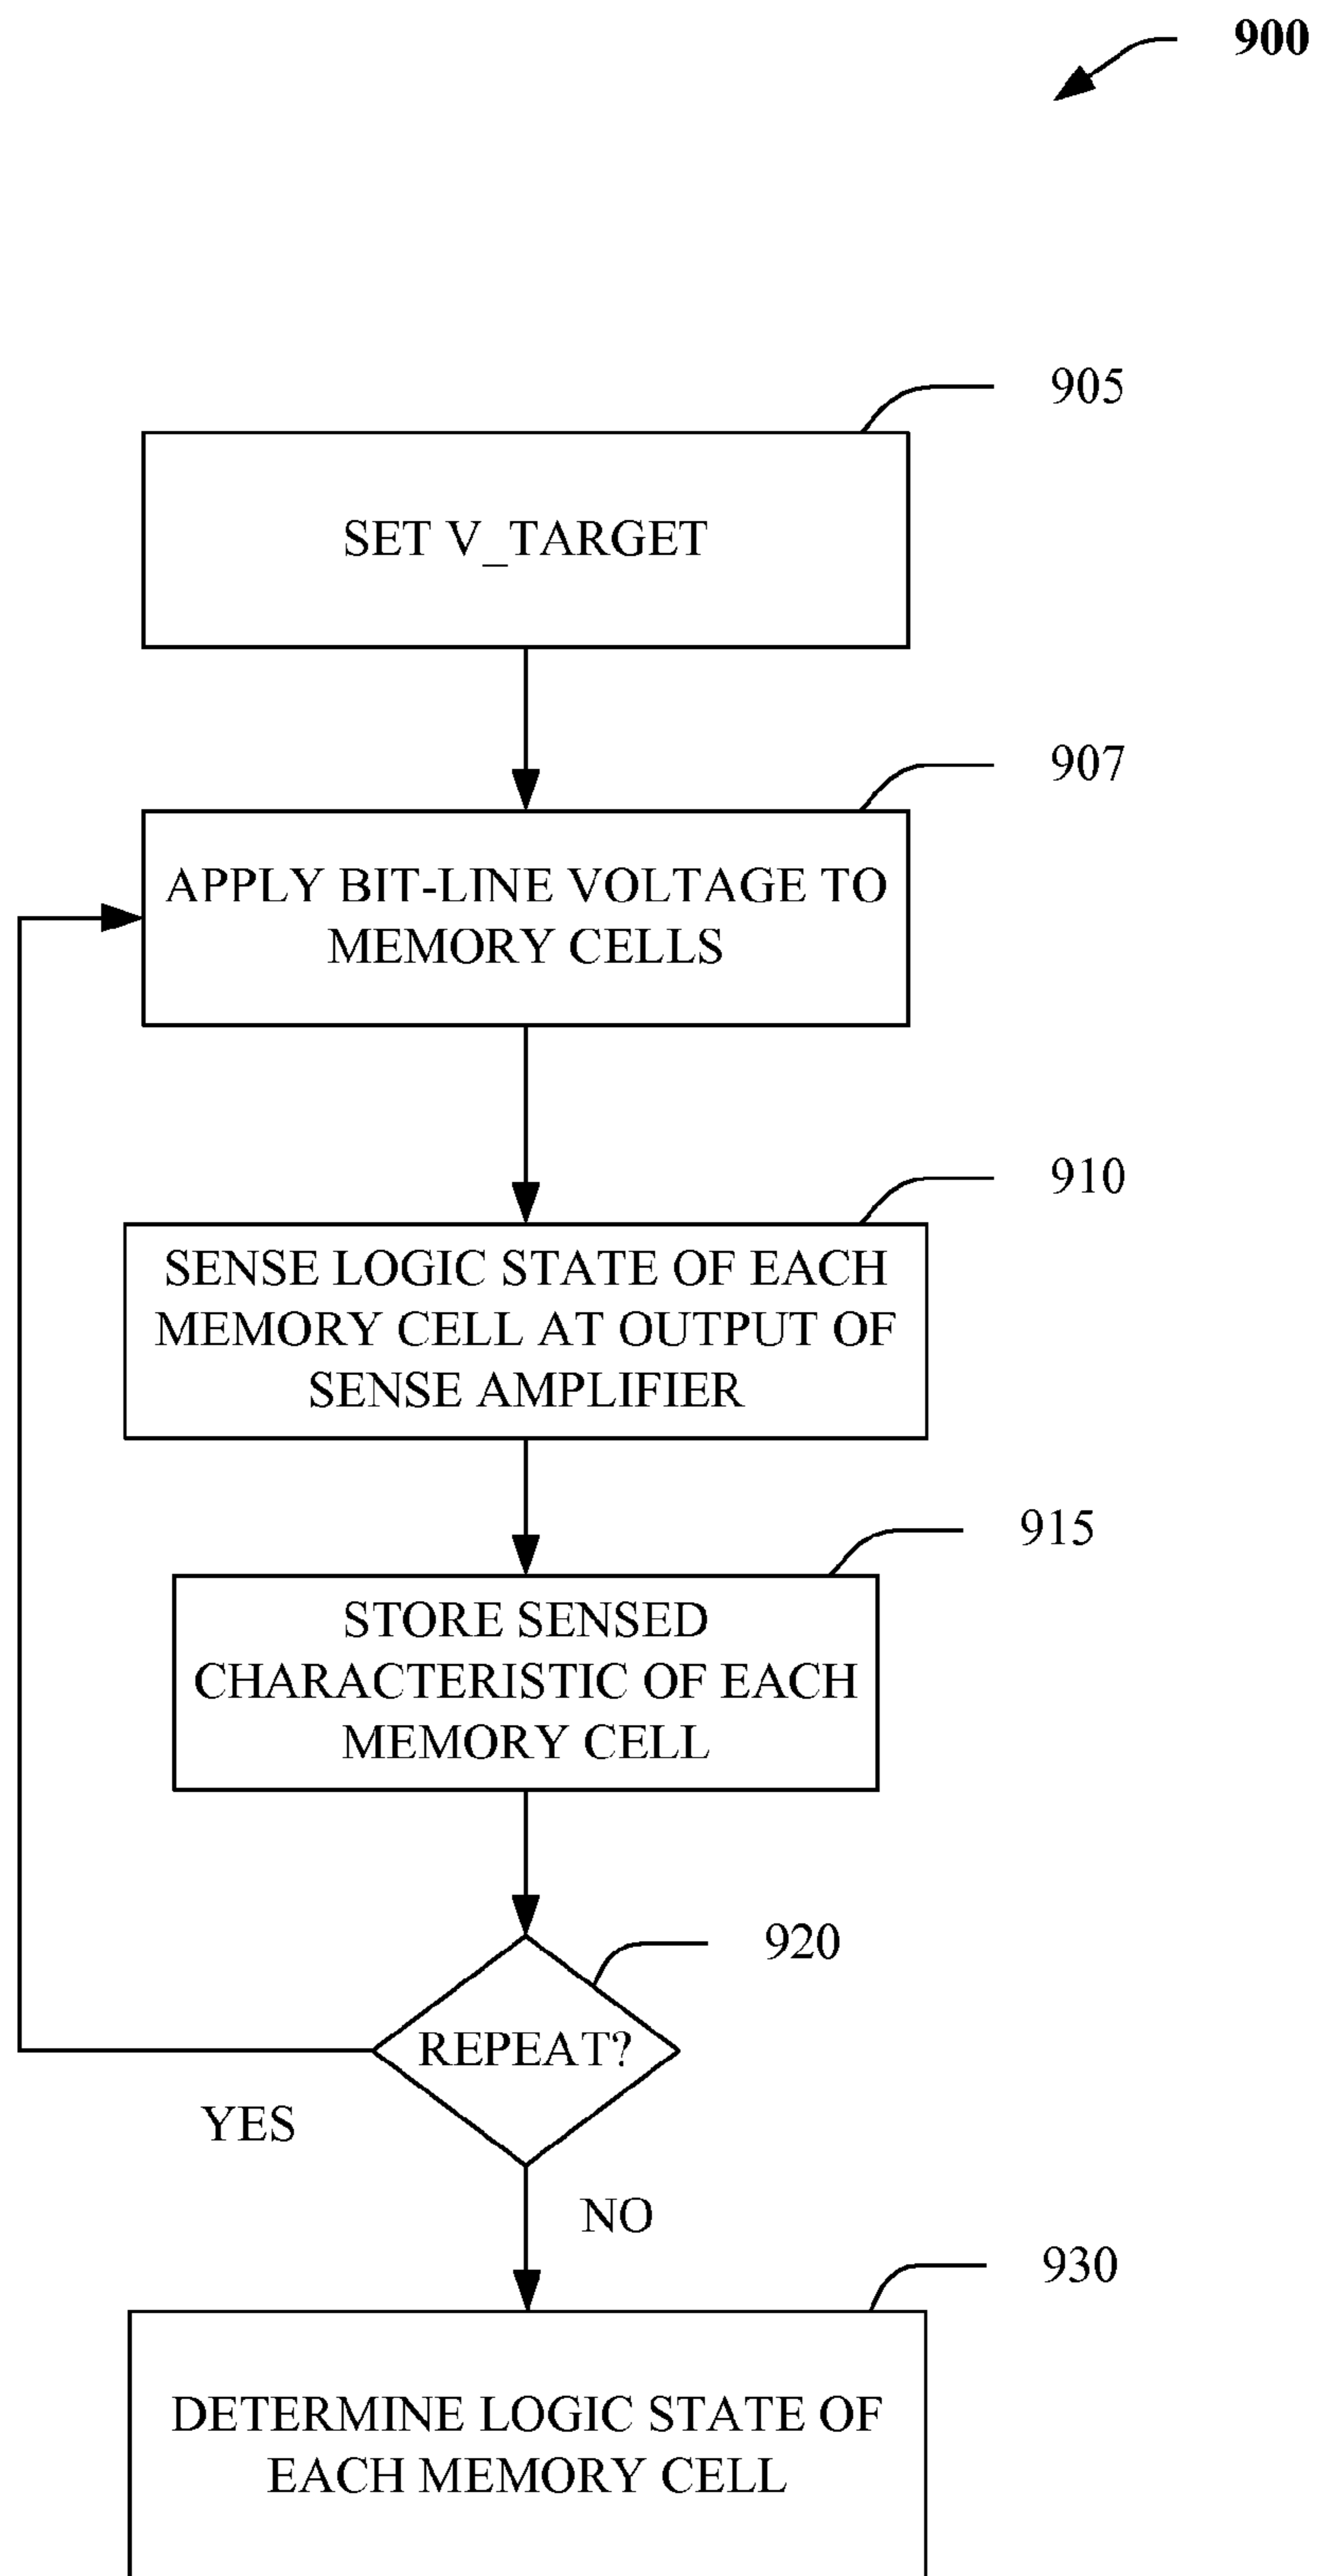 900
905
SET V_TARGET
907
APPLY BIT-LINE VOLTAGE TO
MEMORY CELLS
910
SENSE LOGIC STATE OF EACH
MEMORY CELL AT OUTPUT OF
SENSE AMPLIFIER
915
STORE SENSED
CHARACTERISTIC OF EACH
MEMORY CELL
920
REPEAT?
YES
NO
930
DETERMINE LOGIC STATE OF
EACH MEMORY CELL